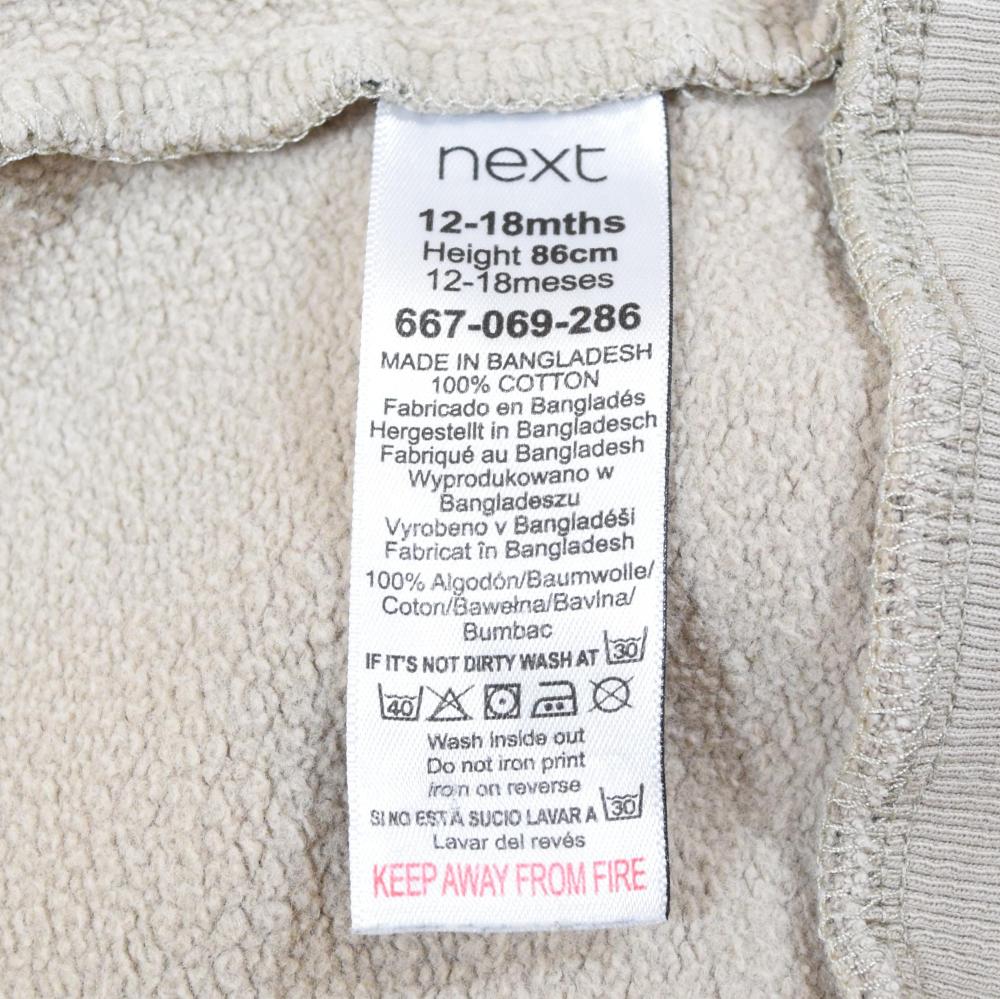 next
12-18mths
Height 86cm
12-18meses
667-069-286
MADE IN BANGLADESH
100% COTTON
Fabricado en Bangladés
Hergestellt in Bangladesch
Fabriqué au Bangladesh
Wyprodukowano w
Bangladeszu
Vyrobeno v Bangladéši
Fabricat în Bangladesh
100% Algodón/Baumwolle/
Coton/Bawełna/Bavlna/
Bumbac
IF IT'S NOT DIRTY WASH AT 30
40
Wash inside out
Do not iron print
iron on reverse
SI NO ESTÁ SUCIO LAVAR A 30
Lavar del revés
KEEP AWAY FROM FIRE